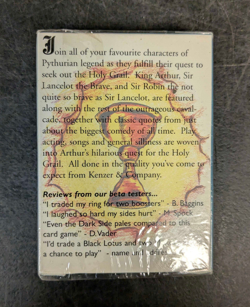 Join all of your favourite characters of
Pythurian legend as they fulfill their quest to
seek out the Holy Grail. King Arthur, Sir
Lancelot the Brave, and Sir Robin the not
quite so brave as Sir Lancelot, are featured
along with the rest of the outrageous caval-
cade, together with classic quotes from just
about the biggest comedy of all time. Play
acting, songs and general silliness are woven
into Arthur's hilarious quest for the Holy
Grail. All done in the quality you've come to
expect from Kenzer & Company.
Reviews from our beta testers...
"I traded my ring for two boosters" - B. Baggins
"I laughed so hard my sides hurt" - M. Spock
"Even the Dark Side pales compared to this
card game" - D. Vader
"I'd trade a Black Lotus and two
a chance to play" - name